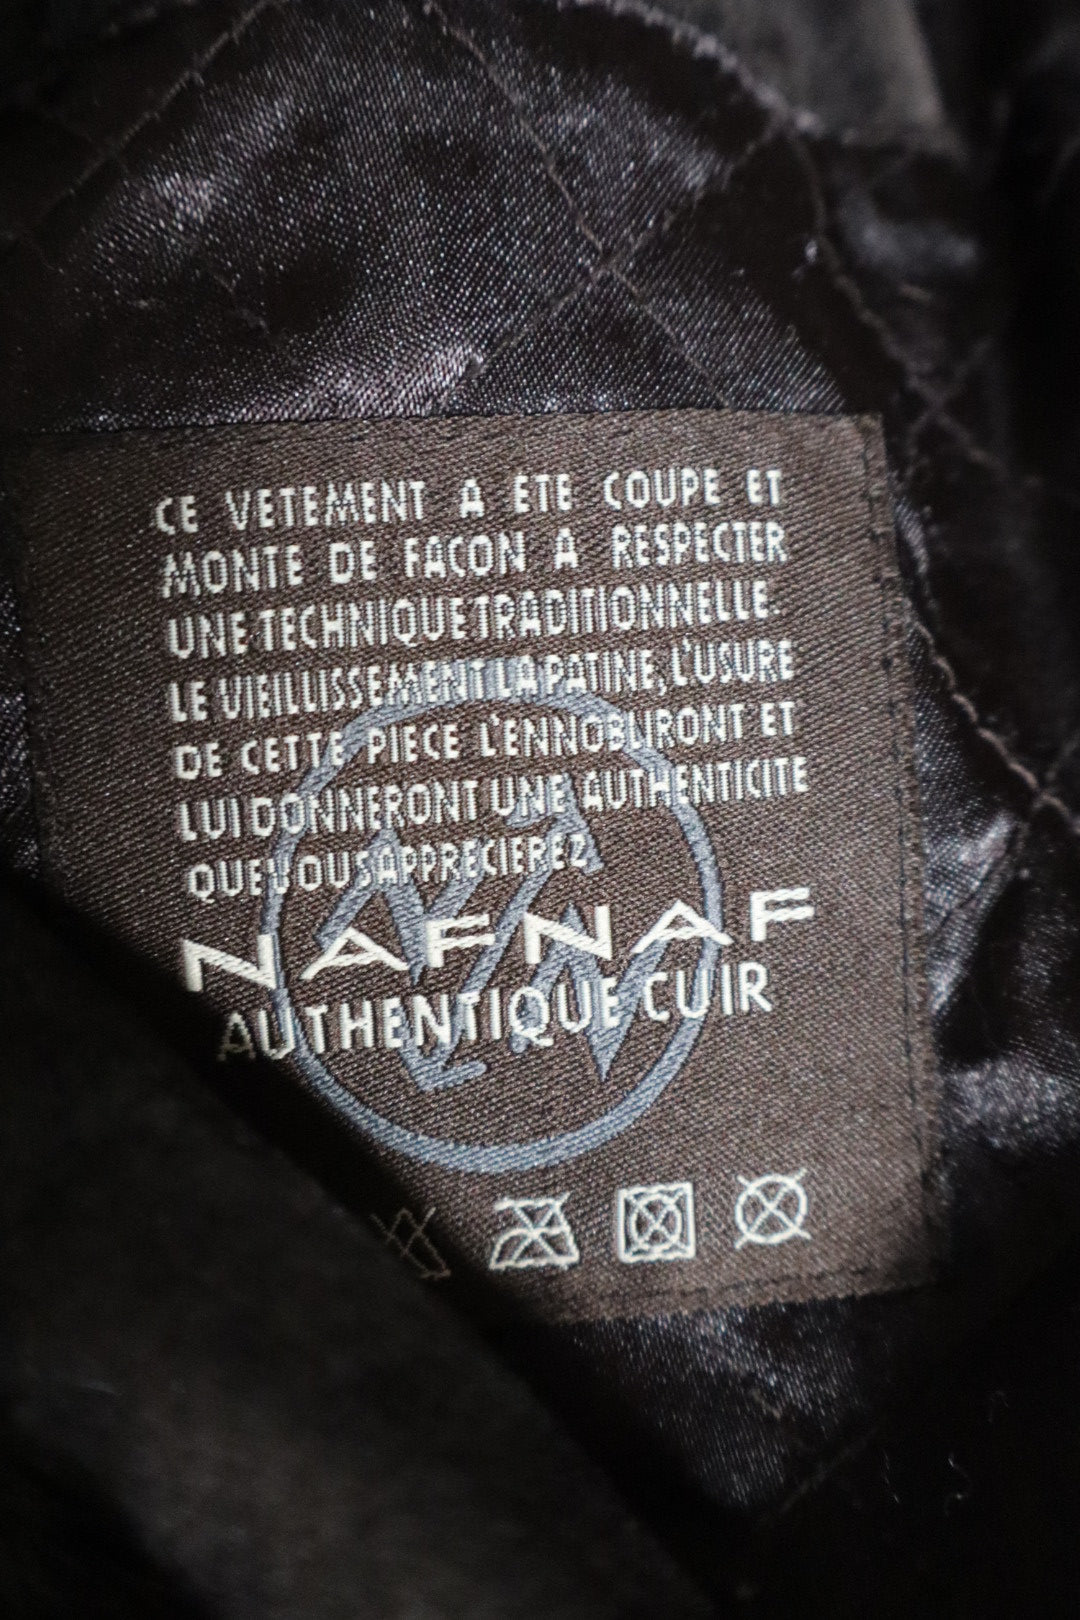 CE VETEMENT A ETE COUPE ET
MONTE DE FAÇON A RESPECTER
UNE TECHNIQUE TRADITIONNELLE.
LE VIEILLISSEMENT LA PATINE, L'USURE
DE CETTE PIECE L'ENNOBLIRONT ET
LUI DONNERONT UNE AUTHENTICITE
QUE VOUS APPRECIEREZ
NAFNAF
AUTHENTIQUE CUIR